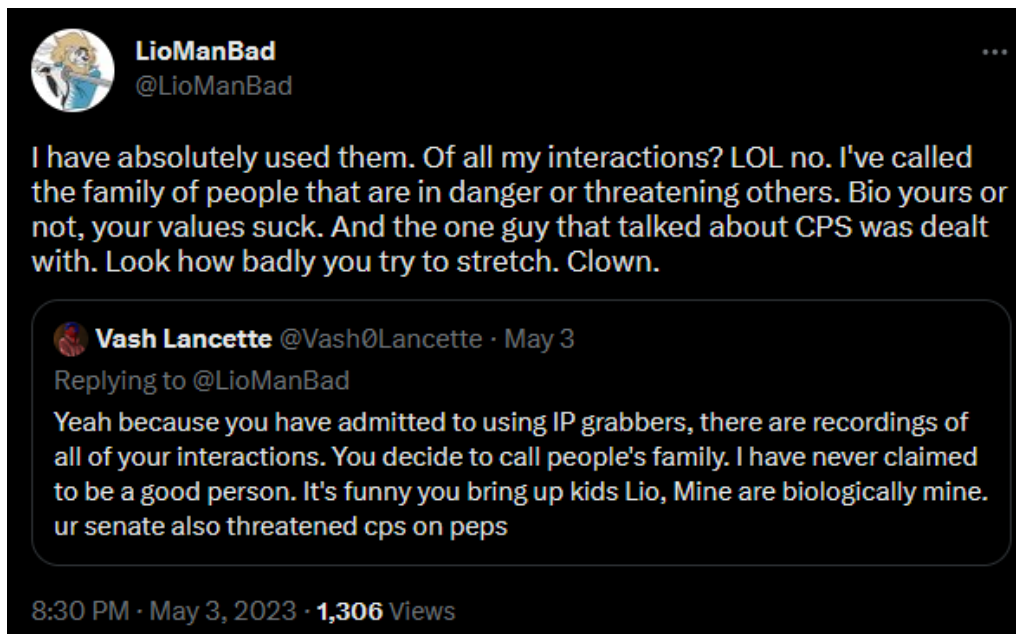 LioManBad
@LioManBad
I have absolutely used them. Of all my interactions? LOL no. I've called
the family of people that are in danger or threatening others. Bio yours or
not, your values suck. And the one guy that talked about CPS was dealt
with. Look how badly you try to stretch. Clown.
Vash Lancette @Vash0Lancette · May 3
Replying to @LioManBad
Yeah because you have admitted to using IP grabbers, there are recordings of
all of your interactions. You decide to call people's family. I have never claimed
to be a good person. It's funny you bring up kids Lio, Mine are biologically mine.
ur senate also threatened cps on peps
8:30 PM · May 3, 2023 · 1,306 Views